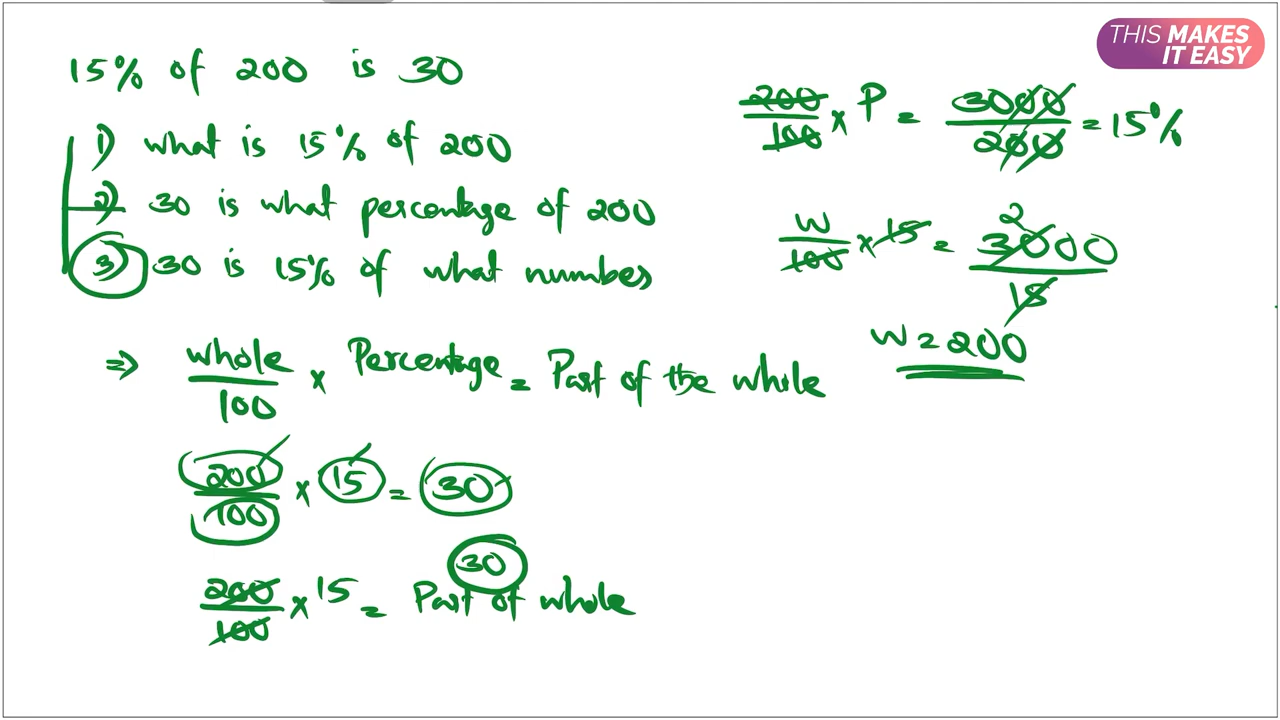 THIS MAKES
IT EASY
15% of 200 is 30
1) what is 15% of 200
2) 30 is what percentage of 200
3) 30 is 15% of what number
⇒ whole/100 × Percentage = Part of the whole
200/100 × 15 = 30
30
200/100 × 15 = Part of whole
200/100 × P = 3000/200 = 15%
2
W/100 × 15 = 3000/15
W = 200